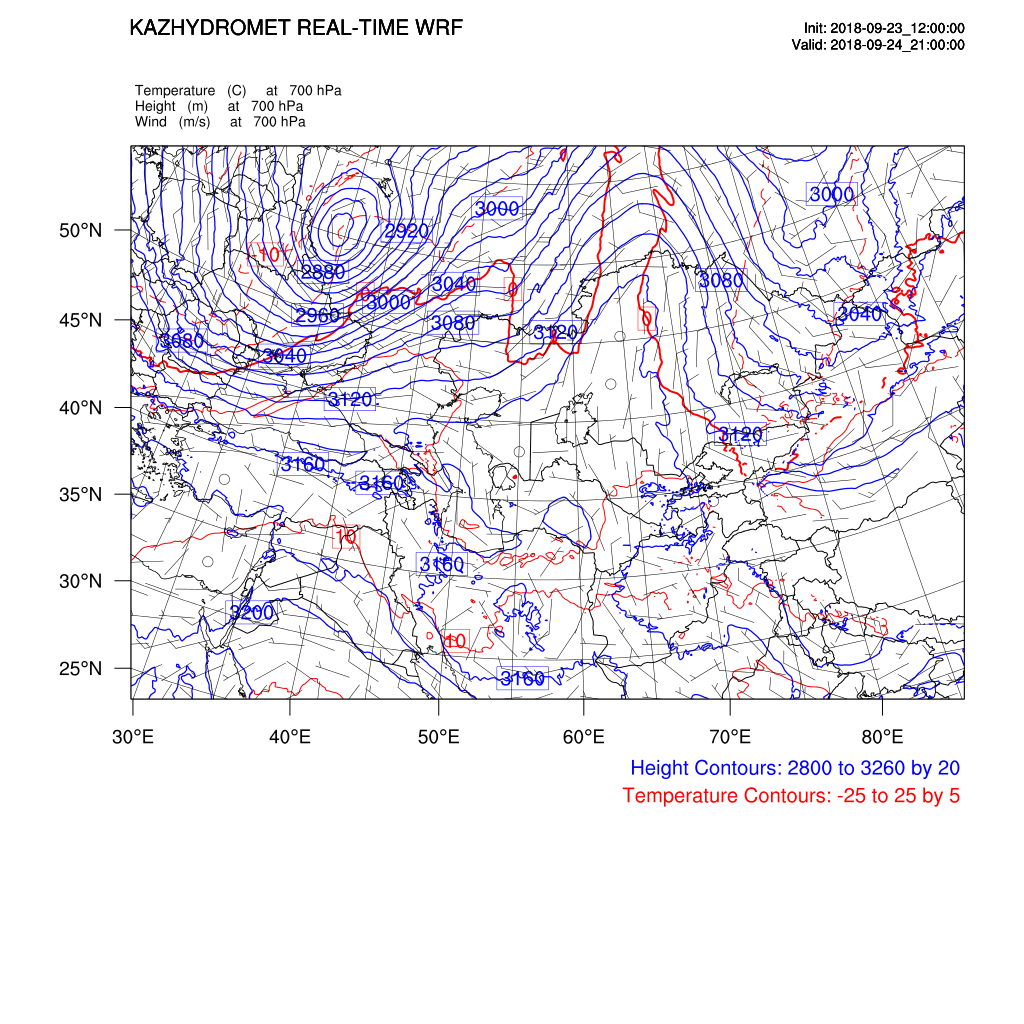 KAZHYDROMET REAL-TIME WRF
Init: 2018-09-23_12:00:00
Valid: 2018-09-24_21:00:00
Temperature (C) at 700 hPa
Height (m) at 700 hPa
Wind (m/s) at 700 hPa
3000
3000
2920
50°N
10
2880
3040
0
3080
3000
2960
3080
3120
0
3040
45°N
3080
3040
3120
40°N
3120
3160
3160
35°N
10
3160
30°N
3200
10
25°N
3160
30°E
40°E
50°E
60°E
70°E
80°E
Height Contours: 2800 to 3260 by 20
Temperature Contours: -25 to 25 by 5